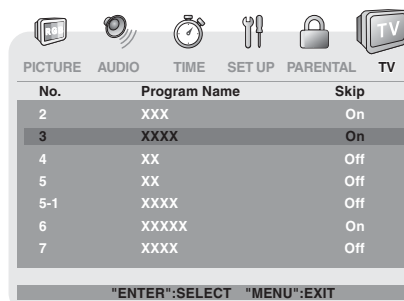 TV
PICTURE AUDIO TIME SET UP PARENTAL TV
No. Program Name Skip
2 XXX On
3 XXXX On
4 XX Off
5 XX Off
5-1 XXXX Off
6 XXXXX On
7 XXXX Off
"ENTER":SELECT "MENU":EXIT